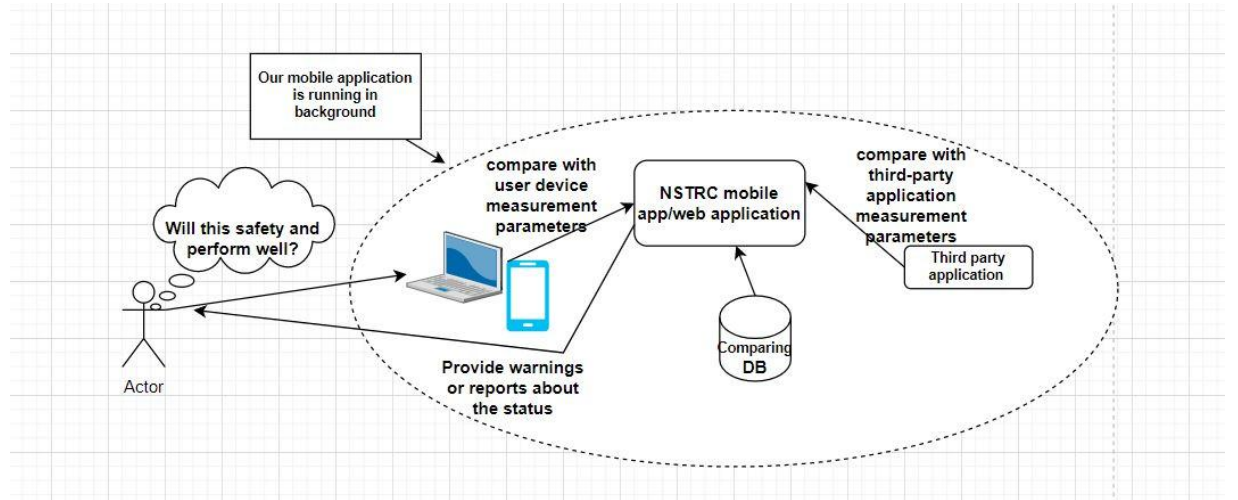 Our mobile application
is running in
background
Will this safety and
perform well?
Actor
compare with
user device
measurement
parameters
NSTRC mobile
app/web application
compare with
third-party
application
measurement
parameters
Third party
application
Comparing
DB
Provide warnings
or reports about
the status